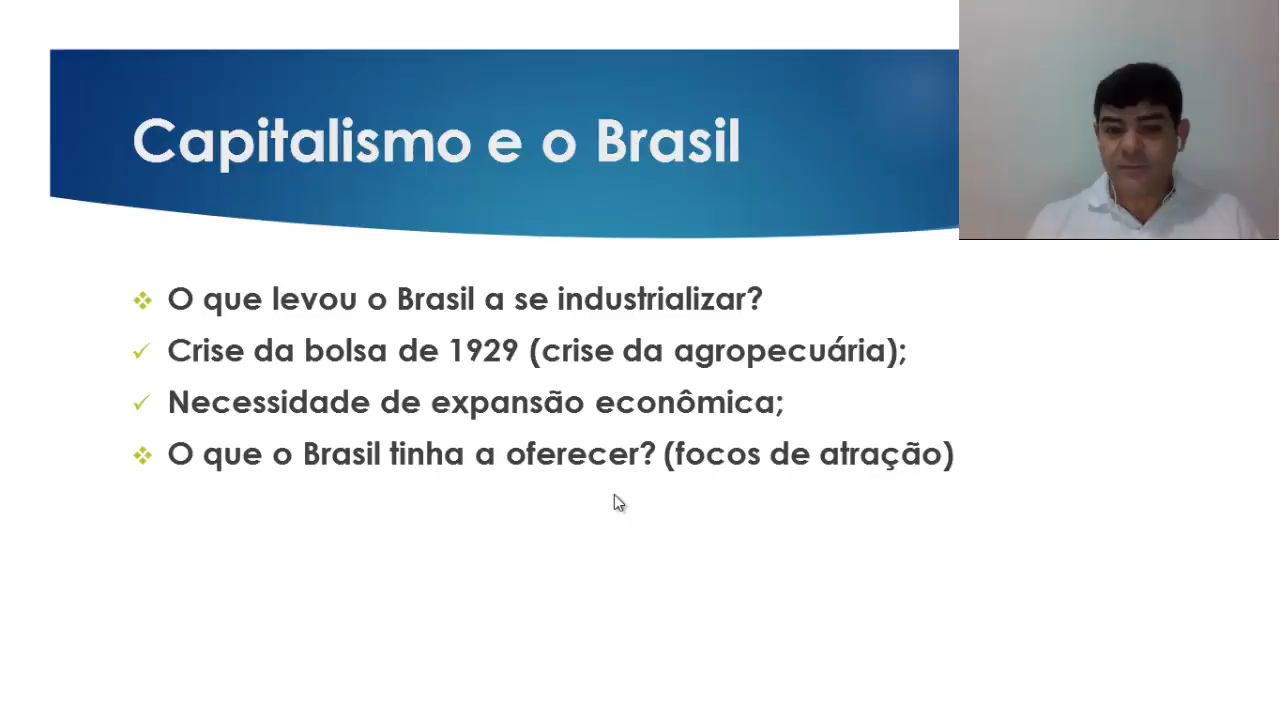 Capitalismo e o Brasil
O que levou o Brasil a se industrializar?
Crise da bolsa de 1929 (crise da agropecuária);
Necessidade de expansão econômica;
O que o Brasil tinha a oferecer? (focos de atração)